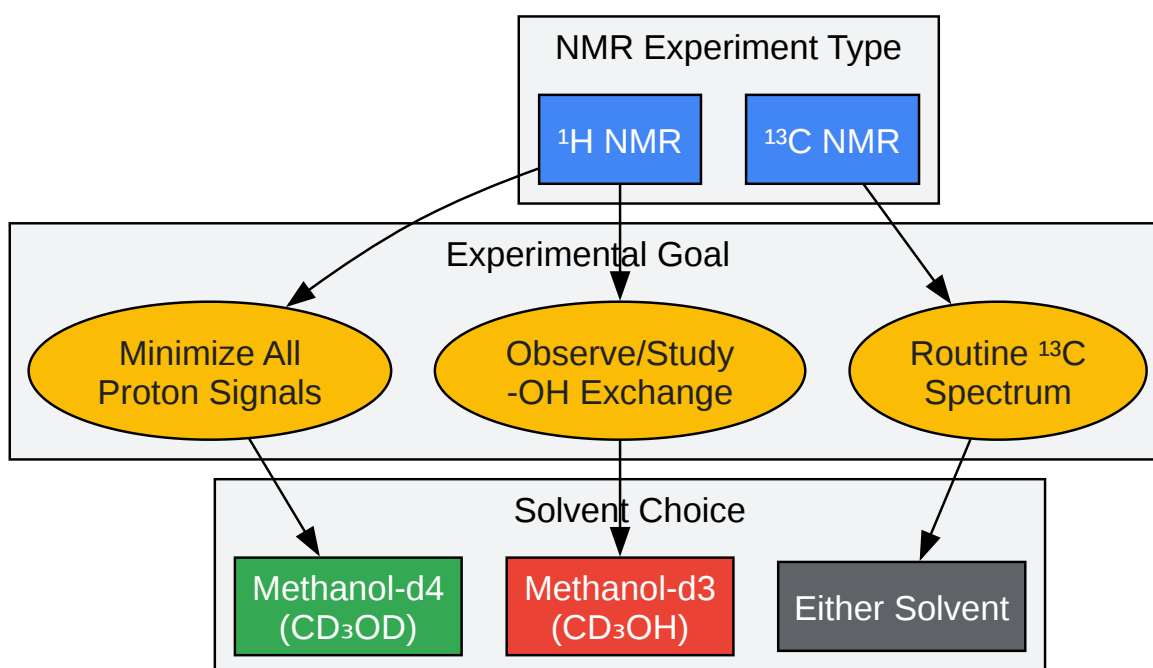 NMR Experiment Type
¹H NMR
¹³C NMR
Experimental Goal
Minimize All
Proton Signals
Observe/Study
-OH Exchange
Routine ¹³C
Spectrum
Solvent Choice
Methanol-d4
(CD₃OD)
Methanol-d3
(CD₃OH)
Either Solvent